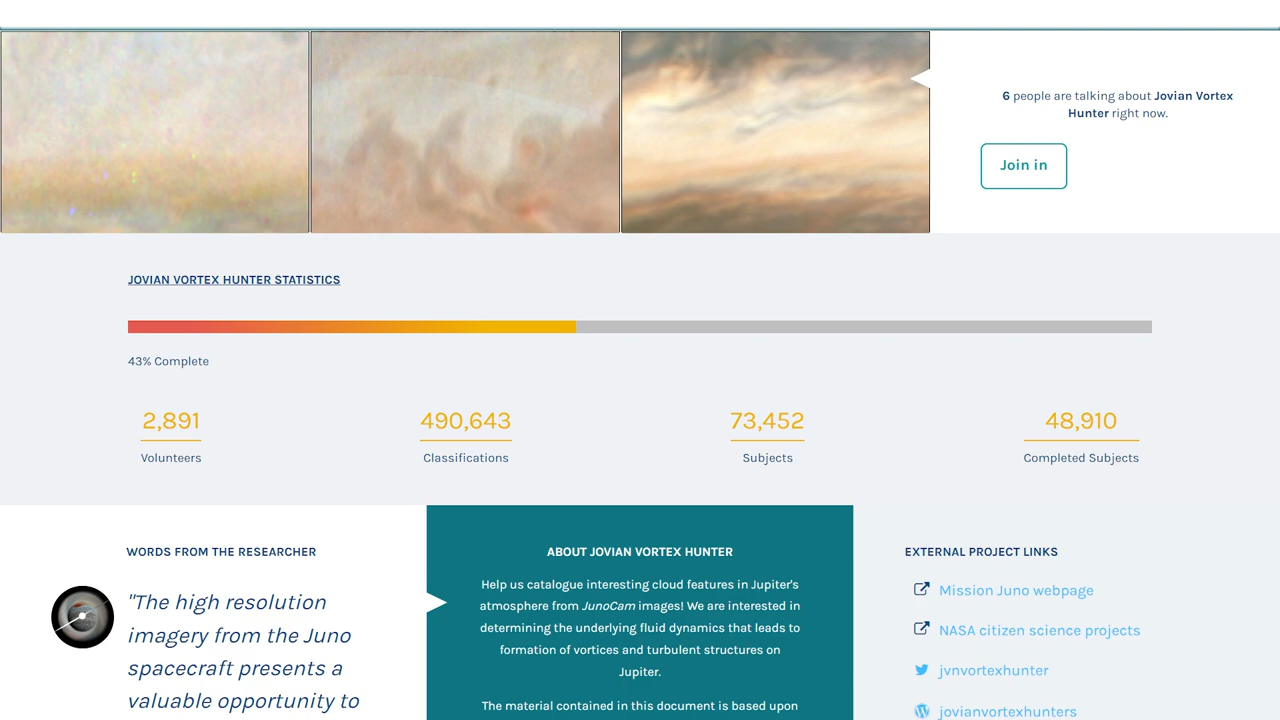 6 people are talking about Jovian Vortex
Hunter right now.
Join in
JOVIAN VORTEX HUNTER STATISTICS
43% Complete
2,891
Volunteers
490,643
Classifications
73,452
Subjects
48,910
Completed Subjects
WORDS FROM THE RESEARCHER
"The high resolution
imagery from the Juno
spacecraft presents a
valuable opportunity to
ABOUT JOVIAN VORTEX HUNTER
Help us catalogue interesting cloud features in Jupiter's
atmosphere from JunoCam images! We are interested in
determining the underlying fluid dynamics that leads to
formation of vortices and turbulent structures on
Jupiter.
The material contained in this document is based upon
EXTERNAL PROJECT LINKS
Mission Juno webpage
NASA citizen science projects
jvnvortexhunter
jovianvortexhunters